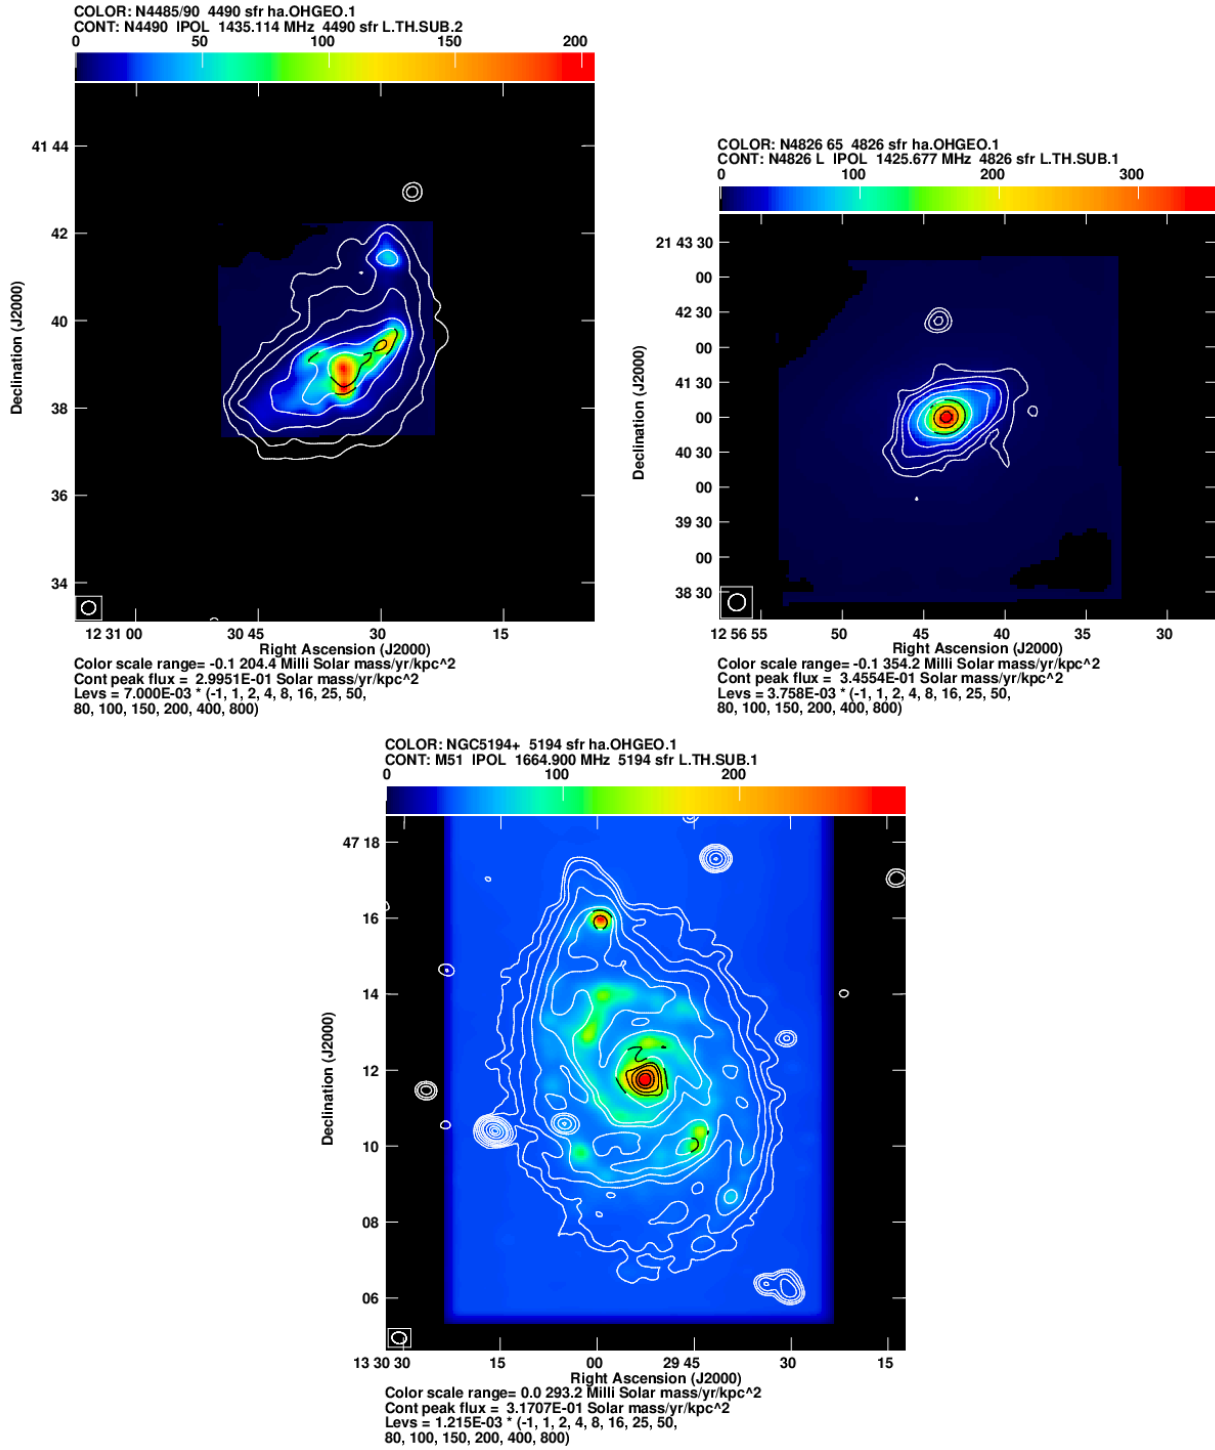 COLOR: N4485/90  4490 sfr ha.OHGEO.1
CONT: N4490  IPOL  1435.114 MHz  4490 sfr L.TH.SUB.2
0 50 100 150 200
41 44
42
40
38
36
34
Declination (J2000)
12 31 00 30 45 30 15
Right Ascension (J2000)
Color scale range= -0.1 204.4 Milli Solar mass/yr/kpc^2
Cont peak flux =  2.9951E-01 Solar mass/yr/kpc^2
Levs = 7.000E-03 * (-1, 1, 2, 4, 8, 16, 25, 50,
80, 100, 150, 200, 400, 800)
COLOR: N4826 65  4826 sfr ha.OHGEO.1
CONT: N4826 L  IPOL  1425.677 MHz  4826 sfr L.TH.SUB.1
0 100 200 300
21 43 30
00
42 30
00
41 30
00
40 30
00
39 30
00
38 30
Declination (J2000)
12 56 55 50 45 40 35 30
Right Ascension (J2000)
Color scale range= -0.1 354.2 Milli Solar mass/yr/kpc^2
Cont peak flux =  3.4554E-01 Solar mass/yr/kpc^2
Levs = 3.758E-03 * (-1, 1, 2, 4, 8, 16, 25, 50,
80, 100, 150, 200, 400, 800)
COLOR: NGC5194+  5194 sfr ha.OHGEO.1
CONT: M51  IPOL  1664.900 MHz  5194 sfr L.TH.SUB.1
0 100 200
47 18
16
14
12
10
08
06
Declination (J2000)
13 30 30 15 00 29 45 30 15
Right Ascension (J2000)
Color scale range= 0.0 293.2 Milli Solar mass/yr/kpc^2
Cont peak flux =  3.1707E-01 Solar mass/yr/kpc^2
Levs = 1.215E-03 * (-1, 1, 2, 4, 8, 16, 25, 50,
80, 100, 150, 200, 400, 800)